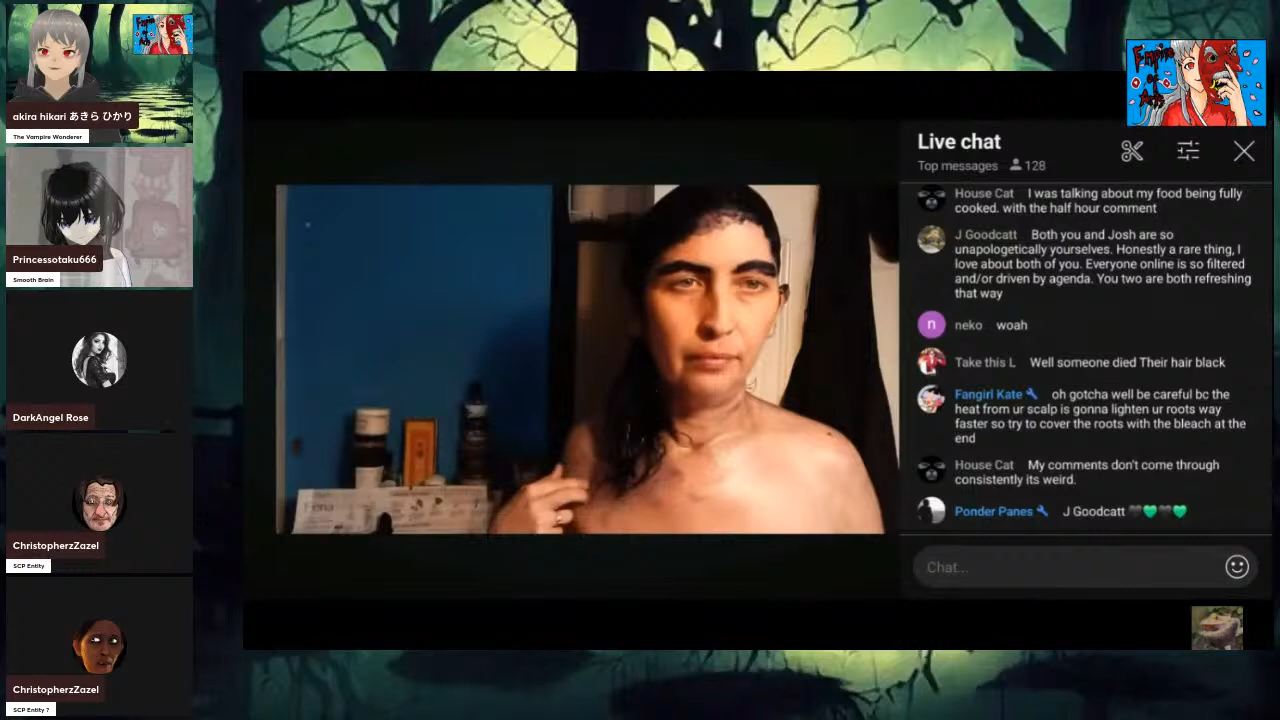 akira hikari あきら ひかり
The Vampire Wonderer
Princessotaku666
Smooth Brain
DarkAngel Rose
ChristopherzZazel
SCP Entity
ChristopherzZazel
SCP Entity ?
Empire
of
Arts
Live chat
Top messages 128
House Cat I was talking about my food being fully
cooked. with the half hour comment
J Goodcatt Both you and Josh are so
unapologetically yourselves. Honestly a rare thing, I
love about both of you. Everyone online is so filtered
and/or driven by agenda. You two are both refreshing
that way
n neko woah
Take this L Well someone died Their hair black
Fangirl Kate oh gotcha well be careful bc the
heat from ur scalp is gonna lighten ur roots way
faster so try to cover the roots with the bleach at the
end
House Cat My comments don't come through
consistently its weird.
Ponder Panes J Goodcatt 🖤💚🖤💚
Chat...